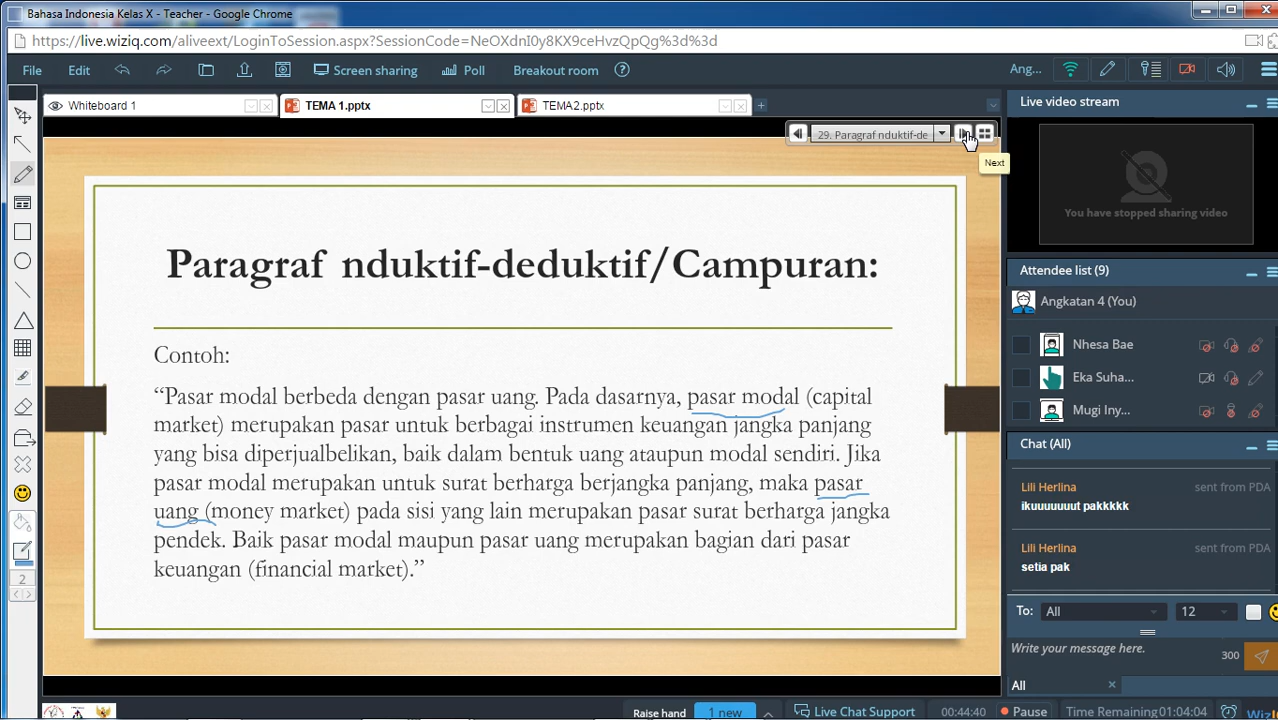 Bahasa Indonesia Kelas X - Teacher - Google Chrome
https://live.wiziq.com/aliveext/LoginToSession.aspx?SessionCode=NeOXdnI0y8KX9ceHvzQpQg%3d%3d
File Edit Screen sharing Poll Breakout room ? Ang...
Whiteboard 1 TEMA 1.pptx TEMA2.pptx +
29. Paragraf nduktif-de
Next
Paragraf nduktif-deduktif/Campuran:
Contoh:
“Pasar modal berbeda dengan pasar uang. Pada dasarnya, pasar modal (capital
market) merupakan pasar untuk berbagai instrumen keuangan jangka panjang
yang bisa diperjualbelikan, baik dalam bentuk uang ataupun modal sendiri. Jika
pasar modal merupakan untuk surat berharga berjangka panjang, maka pasar
uang (money market) pada sisi yang lain merupakan pasar surat berharga jangka
pendek. Baik pasar modal maupun pasar uang merupakan bagian dari pasar
keuangan (financial market).”
2
Live video stream
You have stopped sharing video
Attendee list (9)
Angkatan 4 (You)
Nhesa Bae
Eka Suha...
Mugi Iny...
Chat (All)
Lili Herlina sent from PDA
ikuuuuuuut pakkkkk
Lili Herlina sent from PDA
setia pak
To: All 12
Write your message here. 300
All
Raise hand 1 new Live Chat Support 00:44:40 Pause Time Remaining01:04:04 WizI